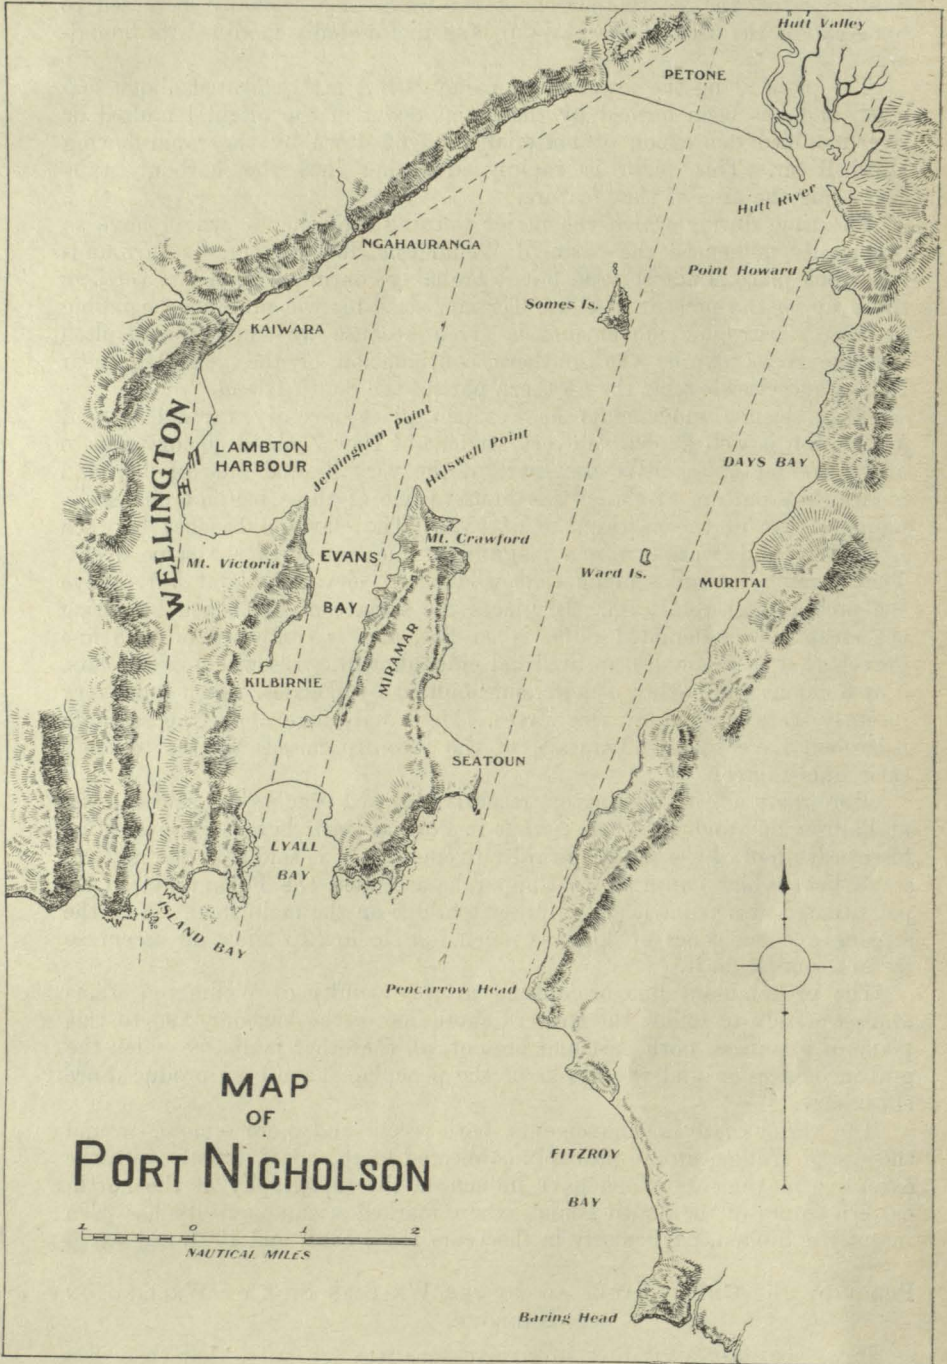 Hutt Valley
PETONE
Hutt River
NGAHAURANGA
Point Howard
Somes Is.
KAIWARA
WELLINGTON
LAMBTON
HARBOUR
Jerningham Point
Halswell Point
DAYS BAY
Mt. Crawford
Mt. Victoria
EVANS
BAY
Ward Is.
MURITAI
MIRAMAR
KILBIRNIE
SEATOUN
LYALL
BAY
ISLAND BAY
Pencarrow Head
MAP
OF
PORT NICHOLSON
1 0 1 2
NAUTICAL MILES
FITZROY
BAY
Baring Head